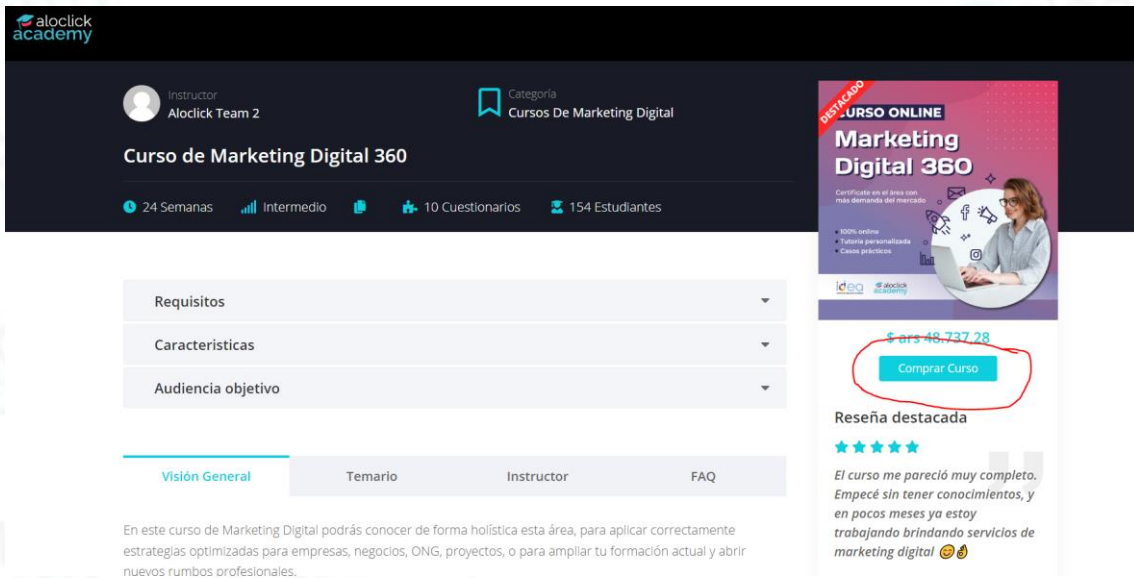 aloclick
academy
Instructor
Aloclick Team 2
Categoría
Cursos De Marketing Digital
Curso de Marketing Digital 360
24 Semanas
Intermedio
10 Cuestionarios
154 Estudiantes
DESTACADO
CURSO ONLINE
Marketing
Digital 360
Certifícate en el área con
más demanda del mercado
• 100% online
• Tutoría personalizada
• Casos prácticos
idea
aloclick
academy
$ ars 48.737,28
Comprar Curso
Requisitos
Caracteristicas
Audiencia objetivo
Reseña destacada
El curso me pareció muy completo.
Empecé sin tener conocimientos, y
en pocos meses ya estoy
trabajando brindando servicios de
marketing digital 😊👌
Visión General
Temario
Instructor
FAQ
En este curso de Marketing Digital podrás conocer de forma holística esta área, para aplicar correctamente
estrategias optimizadas para empresas, negocios, ONG, proyectos, o para ampliar tu formación actual y abrir
nuevos rumbos profesionales.